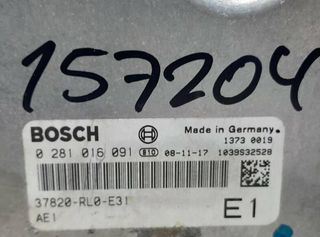 157204
BOSCH Made in Germany
1373 0019
0 281 016 091 B10 08-11-17 1039S32528
37820-RL0-E31
AE1 E1